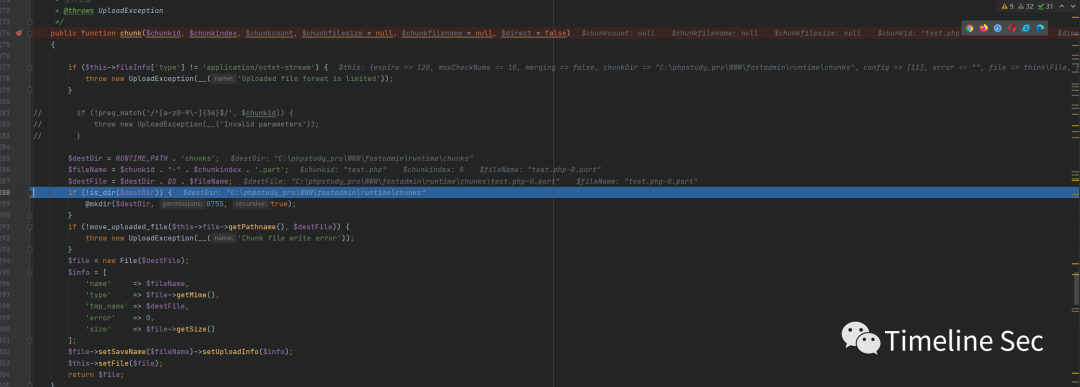 272 * @throws UploadException
273 */
274 public function chunk($chunkid, $chunkindex, $chunkcount, $chunkfilesize = null, $chunkfilename = null, $direct = false) $chunkcount: null $chunkfilename: null $chunkfilesize: null $chunkid: "test.php
9 32 31
275 {
277 if ($this->fileInfo['type'] != 'application/octet-stream') { $this: {expire => 120, maxCheckNums => 10, merging => false, chunkDir => "C:\phpstudy_pro\WWW\fastadmin\runtime\chunks", config => [11], error => "", file => think\File,
278 throw new UploadException(__( name: 'Uploaded file format is limited'));
279 }
281 // if (!preg_match('/^[a-z0-9\-]{36}$/', $chunkid)) {
282 // throw new UploadException(__('Invalid parameters'));
283 // }
285 $destDir = RUNTIME_PATH . 'chunks'; $destDir: "C:\phpstudy_pro\WWW\fastadmin\runtime\chunks"
286 $fileName = $chunkid . "-" . $chunkindex . '.part'; $chunkid: "test.php" $chunkindex: 0 $fileName: "test.php-0.part"
287 $destFile = $destDir . DS . $fileName; $destFile: "C:\phpstudy_pro\WWW\fastadmin\runtime\chunks\test.php-0.part" $fileName: "test.php-0.part"
288 if (!is_dir($destDir)) { $destDir: "C:\phpstudy_pro\WWW\fastadmin\runtime\chunks"
289 @mkdir($destDir, permissions: 0755, recursive: true);
290 }
291 if (!move_uploaded_file($this->file->getPathname(), $destFile)) {
292 throw new UploadException(__( name: 'Chunk file write error'));
293 }
294 $file = new File($destFile);
295 $info = [
296 'name' => $fileName,
297 'type' => $file->getMime(),
298 'tmp_name' => $destFile,
299 'error' => 0,
300 'size' => $file->getSize()
301 ];
302 $file->setSaveName($fileName)->setUploadInfo($info);
303 $this->setFile($file);
304 return $file;
305 }
Timeline Sec